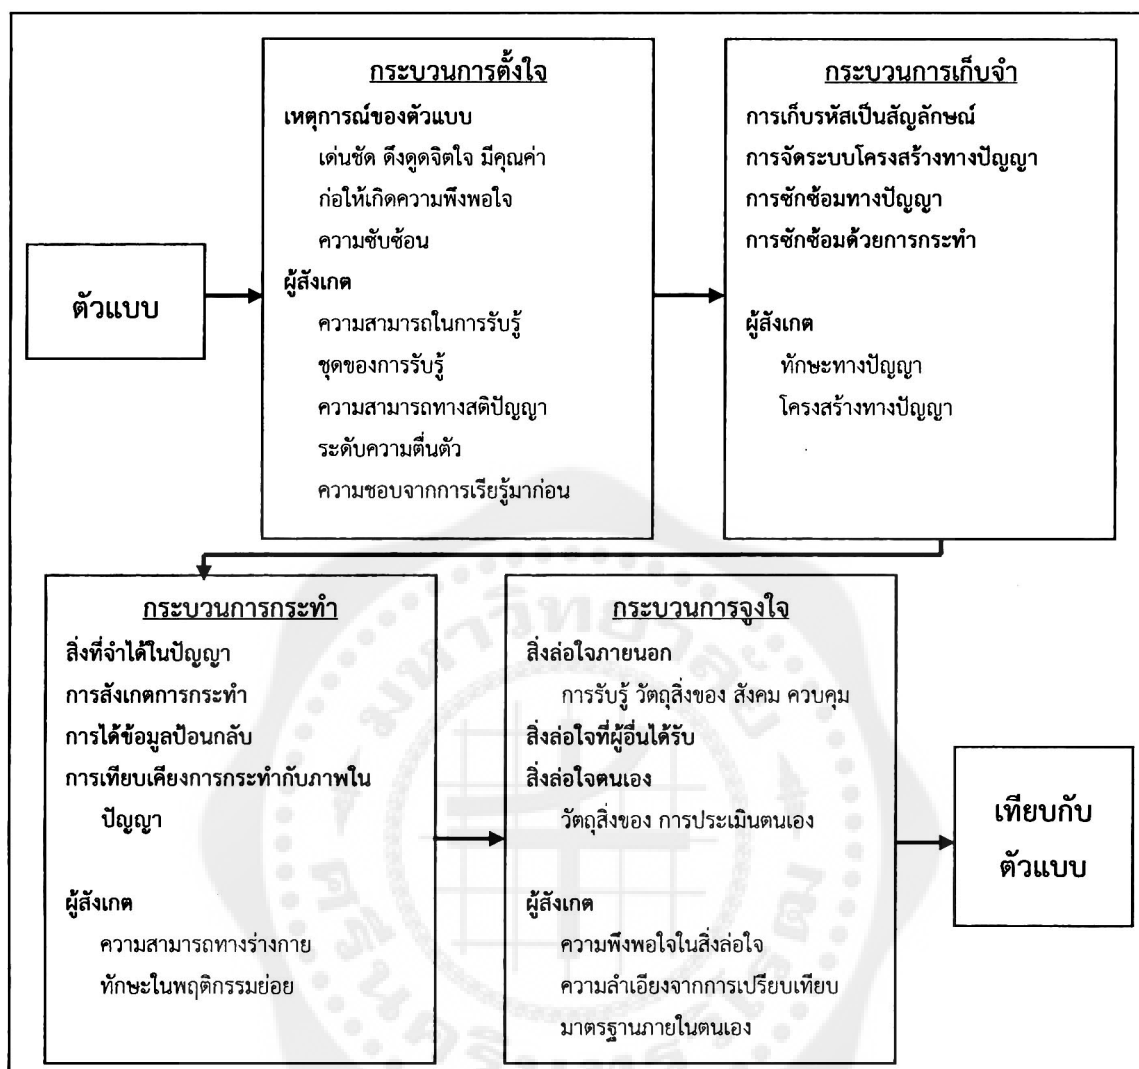 ตัวแบบ
กระบวนการตั้งใจ
เหตุการณ์ของตัวแบบ
เด่นชัด ดึงดูดจิตใจ มีคุณค่า
ก่อให้เกิดความพึงพอใจ
ความซับซ้อน
ผู้สังเกต
ความสามารถในการรับรู้
ชุดของการรับรู้
ความสามารถทางสติปัญญา
ระดับความตื่นตัว
ความชอบจากการเรียรู้มาก่อน
กระบวนการเก็บจำ
การเก็บรหัสเป็นสัญลักษณ์
การจัดระบบโครงสร้างทางปัญญา
การซักซ้อมทางปัญญา
การซักซ้อมด้วยการกระทำ
ผู้สังเกต
ทักษะทางปัญญา
โครงสร้างทางปัญญา
กระบวนการกระทำ
สิ่งที่จำได้ในปัญญา
การสังเกตการกระทำ
การได้ข้อมูลป้อนกลับ
การเทียบเคียงการกระทำกับภาพใน
ปัญญา
ผู้สังเกต
ความสามารถทางร่างกาย
ทักษะในพฤติกรรมย่อย
กระบวนการจูงใจ
สิ่งล่อใจภายนอก
การรับรู้ วัตถุสิ่งของ สังคม ควบคุม
สิ่งล่อใจที่ผู้อื่นได้รับ
สิ่งล่อใจตนเอง
วัตถุสิ่งของ การประเมินตนเอง
ผู้สังเกต
ความพึงพอใจในสิ่งล่อใจ
ความลำเอียงจากการเปรียบเทียบ
มาตรฐานภายในตนเอง
เทียบกับ
ตัวแบบ